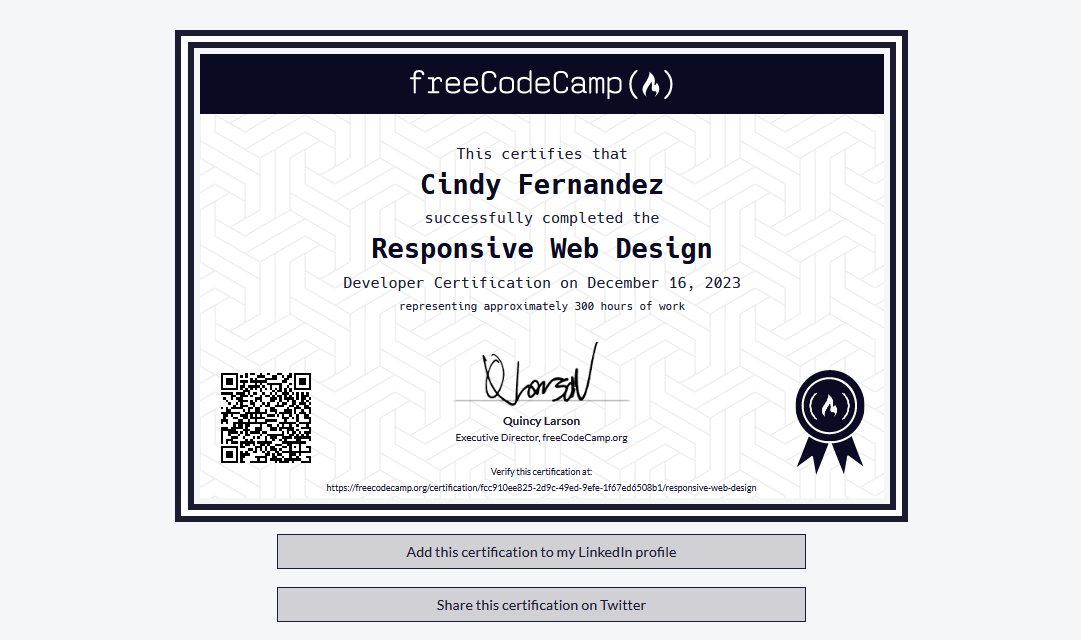 freeCodeCamp
This certifies that
Cindy Fernandez
successfully completed the
Responsive Web Design
Developer Certification on December 16, 2023
representing approximately 300 hours of work
QLarson
Quincy Larson
Executive Director, freeCodeCamp.org
Verify this certification at:
https://freecodecamp.org/certification/fcc910ee825-2d9c-49ed-9efe-1f67ed6508b1/responsive-web-design
Add this certification to my LinkedIn profile
Share this certification on Twitter